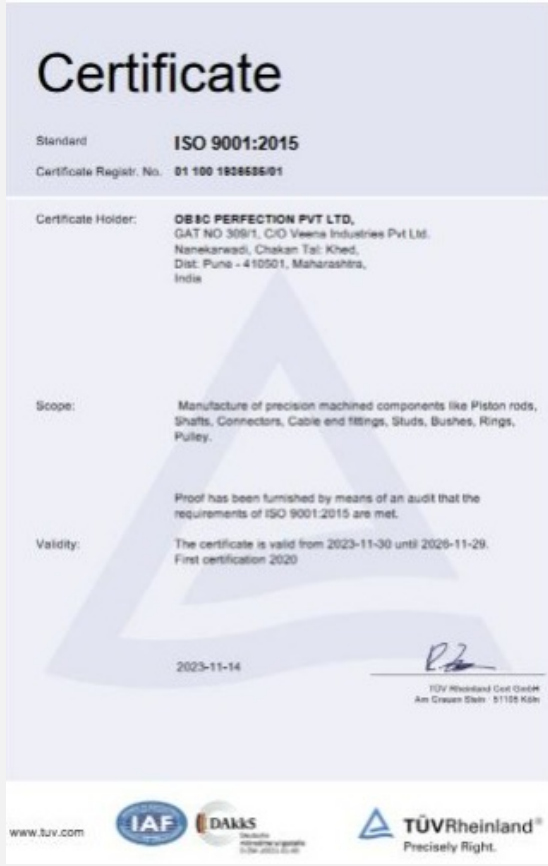 Certificate
Standard ISO 9001:2015
Certificate Registr. No. 01 100 1936686/01
Certificate Holder: OBSC PERFECTION PVT LTD,
GAT NO 309/1, C/O Veena Industries Pvt Ltd.
Nanekarwadi, Chakan Tal: Khed,
Dist: Pune - 410501, Maharashtra,
India
Scope: Manufacture of precision machined components like Piston rods,
Shafts, Connectors, Cable end fittings, Studs, Bushes, Rings,
Pulley.
Proof has been furnished by means of an audit that the
requirements of ISO 9001:2015 are met.
Validity: The certificate is valid from 2023-11-30 until 2026-11-29.
First certification 2020
2023-11-14
TÜV Rheinland Cert GmbH
Am Grauen Stein · 51105 Köln
www.tuv.com
IAF
DAkkS
Deutsche
Akkreditierungsstelle
TÜVRheinland®
Precisely Right.